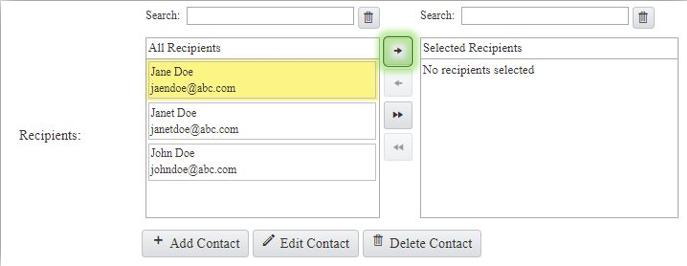 Search:
Search:
All Recipients
Selected Recipients
Jane Doe
jaendoe@abc.com
No recipients selected
Janet Doe
janetdoe@abc.com
Recipients:
John Doe
johndoe@abc.com
Add Contact
Edit Contact
Delete Contact